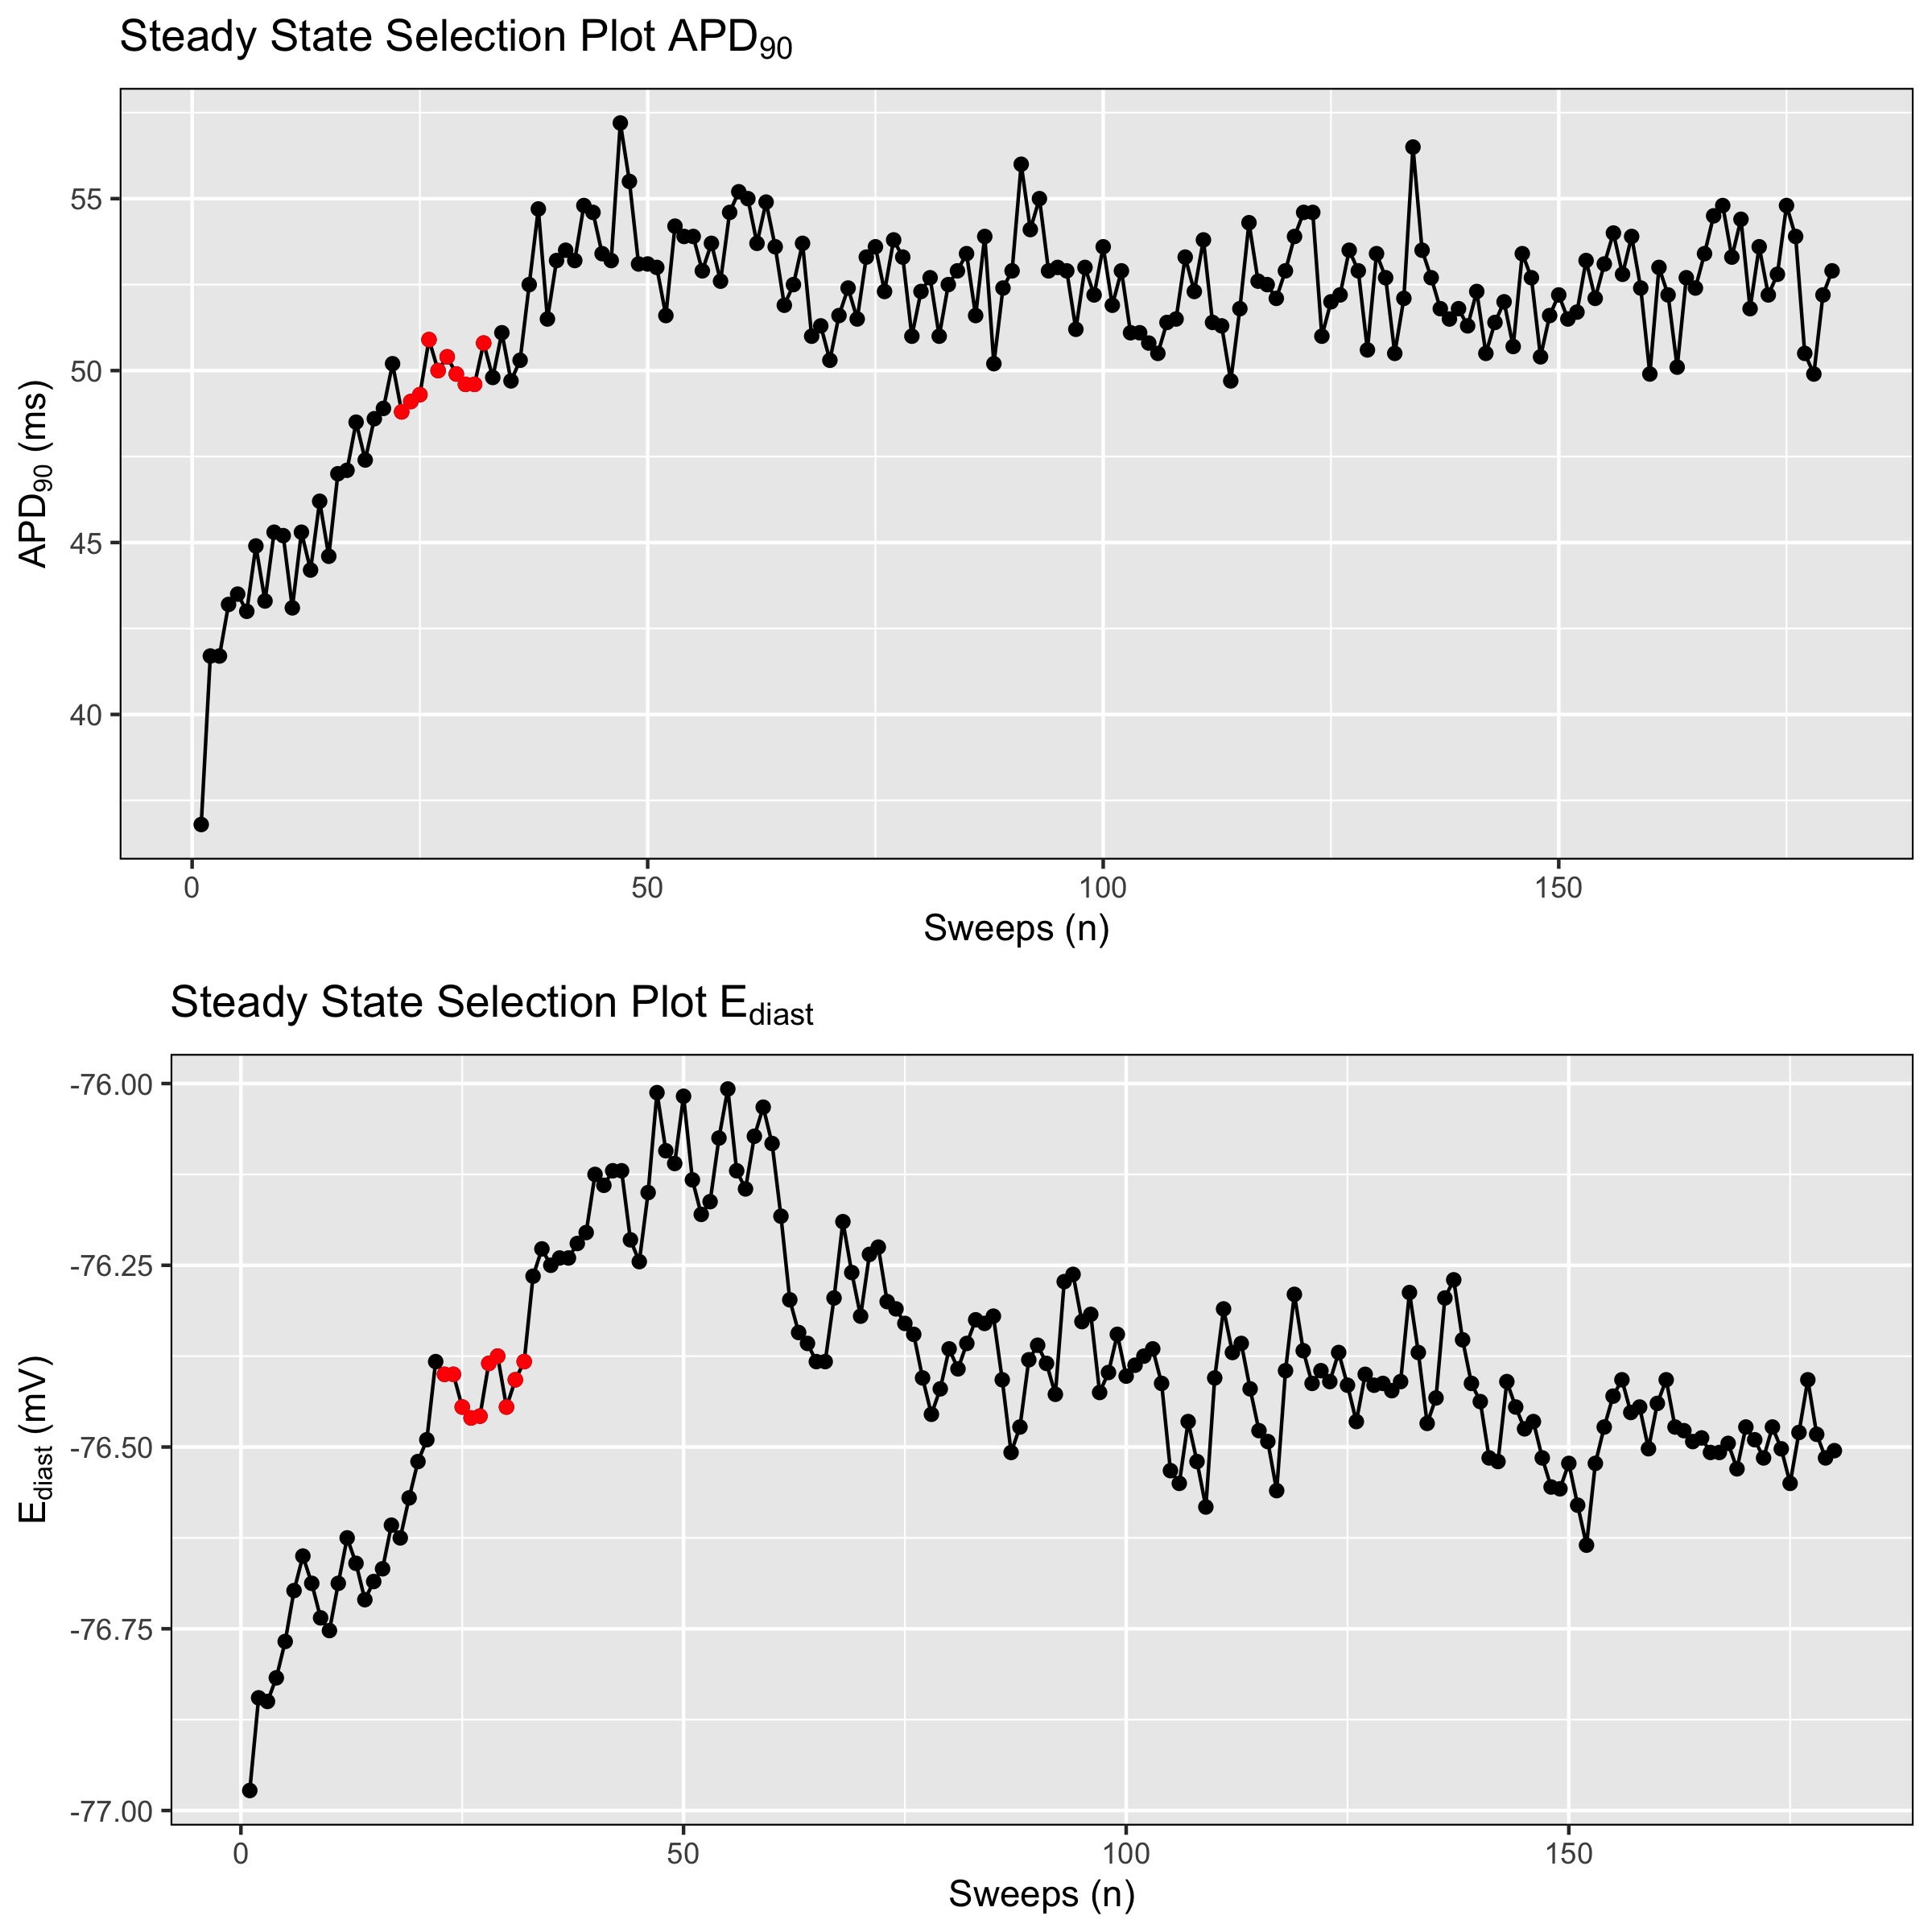 Steady State Selection Plot APD90
55
50
45
40
APD90 (ms)
0 50 100 150
Sweeps (n)
Steady State Selection Plot Ediast
-76.00
-76.25
-76.50
-76.75
-77.00
Ediast (mV)
0 50 100 150
Sweeps (n)